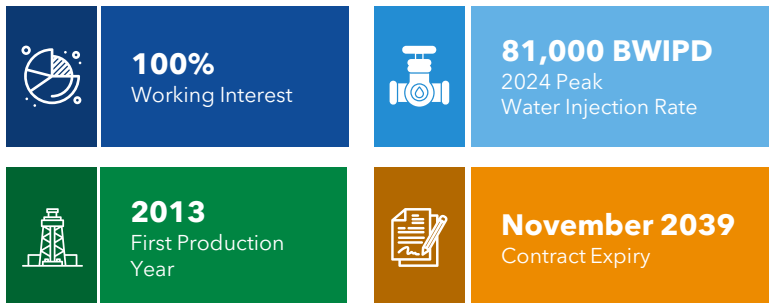 100%
Working Interest
81,000 BWIPD
2024 Peak
Water Injection Rate
2013
First Production
Year
November 2039
Contract Expiry